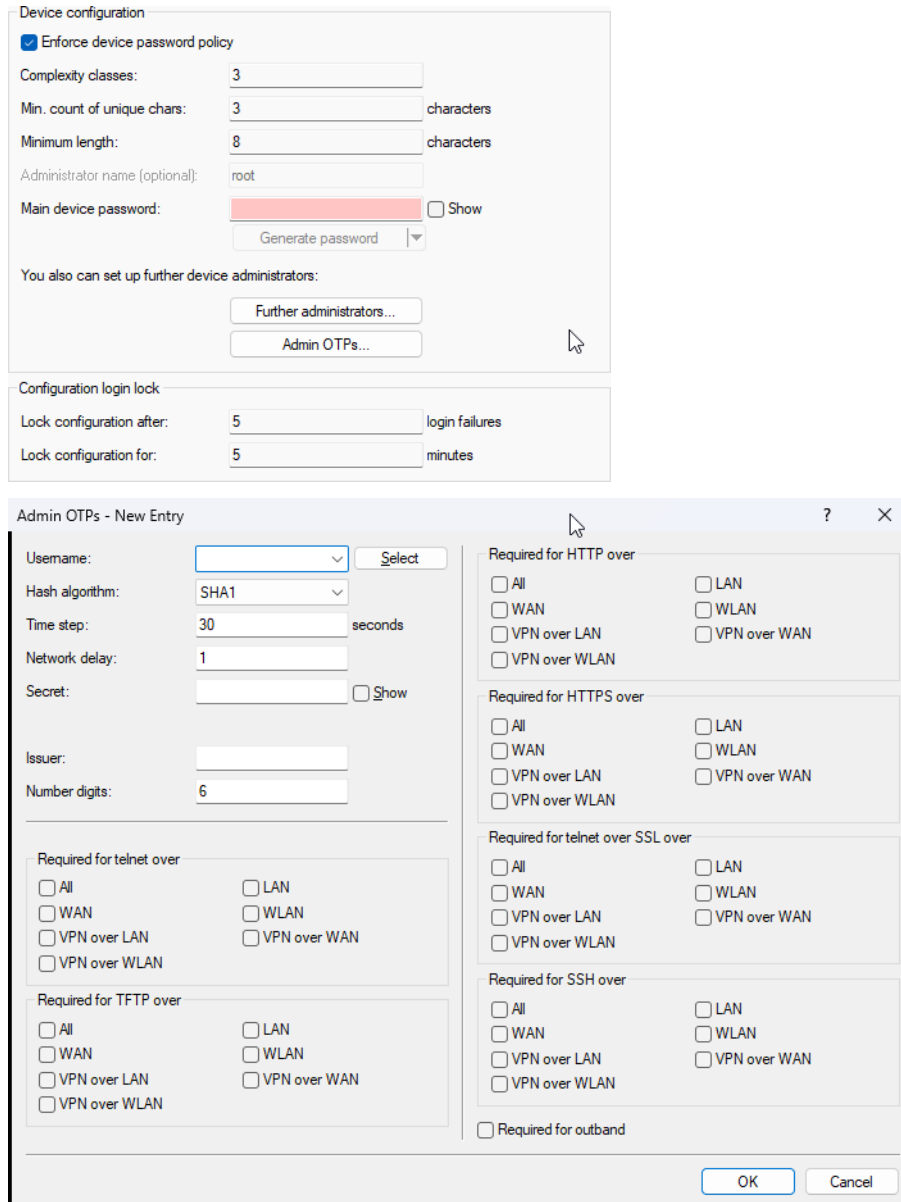 Device configuration
Enforce device password policy
Complexity classes: 3
Min. count of unique chars: 3 characters
Minimum length: 8 characters
Administrator name (optional): root
Main device password: Show
Generate password
You also can set up further device administrators:
Further administrators...
Admin OTPs...
Configuration login lock
Lock configuration after: 5 login failures
Lock configuration for: 5 minutes
Admin OTPs - New Entry ?
Username: Select
Hash algorithm: SHA1
Time step: 30 seconds
Network delay: 1
Secret: Show
Issuer:
Number digits: 6
Required for telnet over
All LAN
WAN WLAN
VPN over LAN VPN over WAN
VPN over WLAN
Required for TFTP over
All LAN
WAN WLAN
VPN over LAN VPN over WAN
VPN over WLAN
Required for HTTP over
All LAN
WAN WLAN
VPN over LAN VPN over WAN
VPN over WLAN
Required for HTTPS over
All LAN
WAN WLAN
VPN over LAN VPN over WAN
VPN over WLAN
Required for telnet over SSL over
All LAN
WAN WLAN
VPN over LAN VPN over WAN
VPN over WLAN
Required for SSH over
All LAN
WAN WLAN
VPN over LAN VPN over WAN
VPN over WLAN
Required for outband
OK Cancel